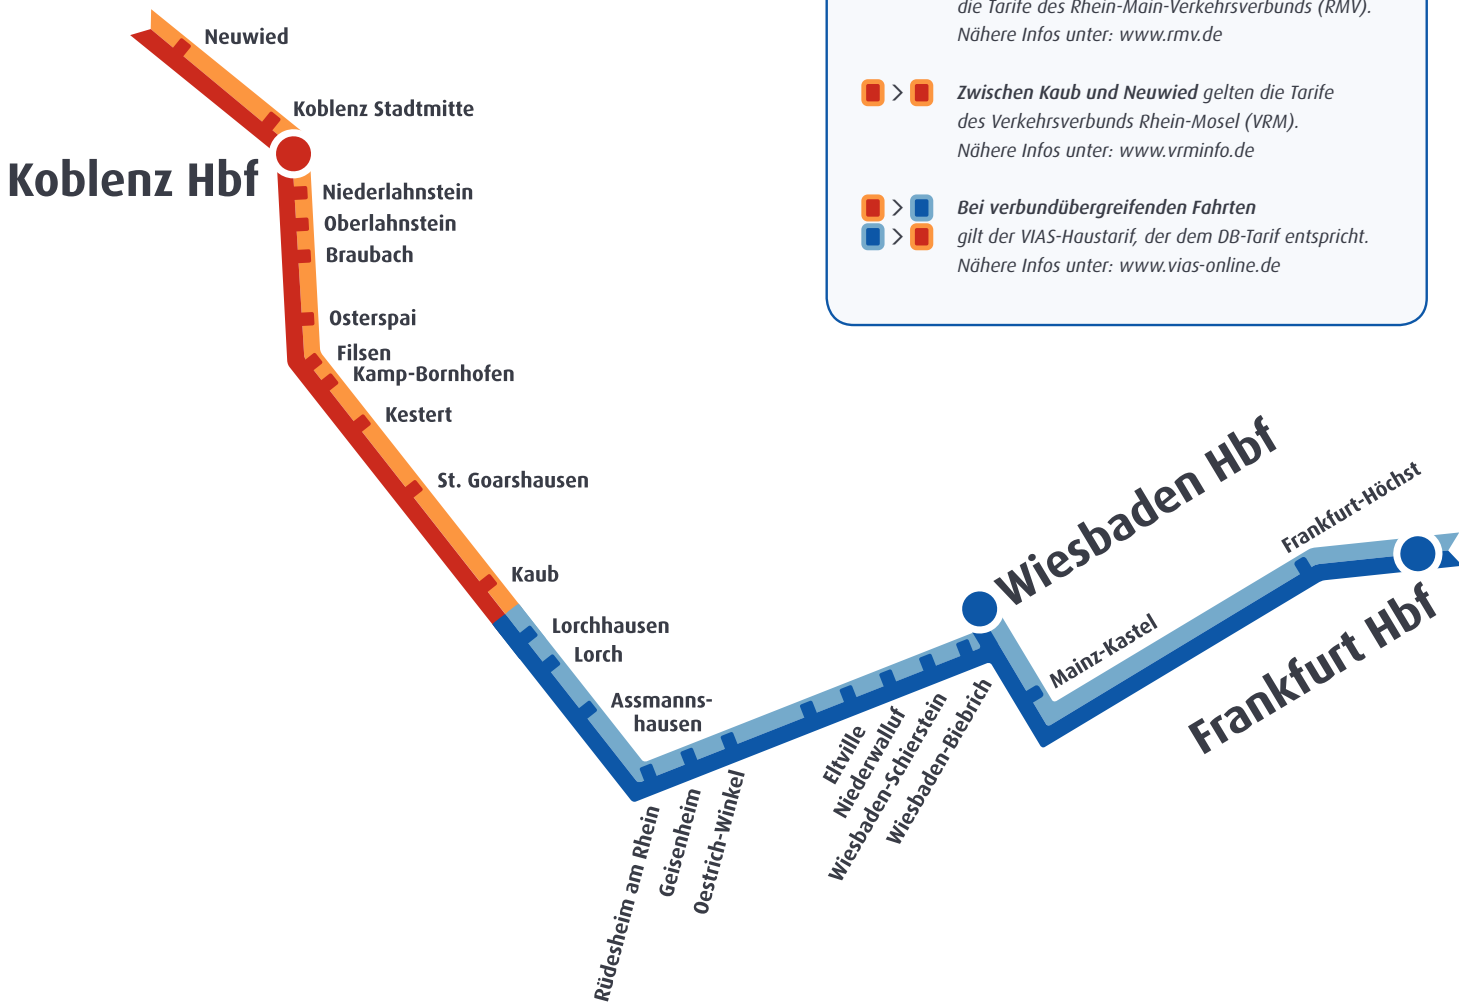 die Tarife des Rhein-Main-Verkehrsverbunds (RMV).
Nähere Infos unter: www.rmv.de
Zwischen Kaub und Neuwied gelten die Tarife
des Verkehrsverbunds Rhein-Mosel (VRM).
Nähere Infos unter: www.vrminfo.de
Bei verbundübergreifenden Fahrten
gilt der VIAS-Haustarif, der dem DB-Tarif entspricht.
Nähere Infos unter: www.vias-online.de
Neuwied
Koblenz Stadtmitte
Koblenz Hbf
Niederlahnstein
Oberlahnstein
Braubach
Osterspai
Filsen
Kamp-Bornhofen
Kestert
St. Goarshausen
Kaub
Lorchhausen
Lorch
Assmanns-
hausen
Rüdesheim am Rhein
Geisenheim
Oestrich-Winkel
Eltville
Niederwalluf
Wiesbaden-Schierstein
Wiesbaden-Biebrich
Wiesbaden Hbf
Mainz-Kastel
Frankfurt-Höchst
Frankfurt Hbf